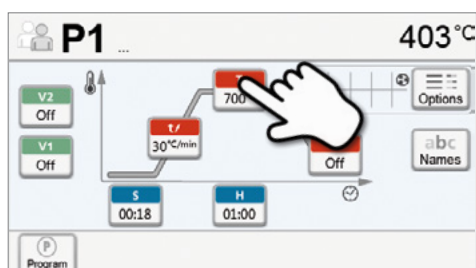 P1 ...
403°C
V2
Off
V1
Off
t
30°C/min
700
Off
S
00:18
H
01:00
Options
abc
Names
P
Program